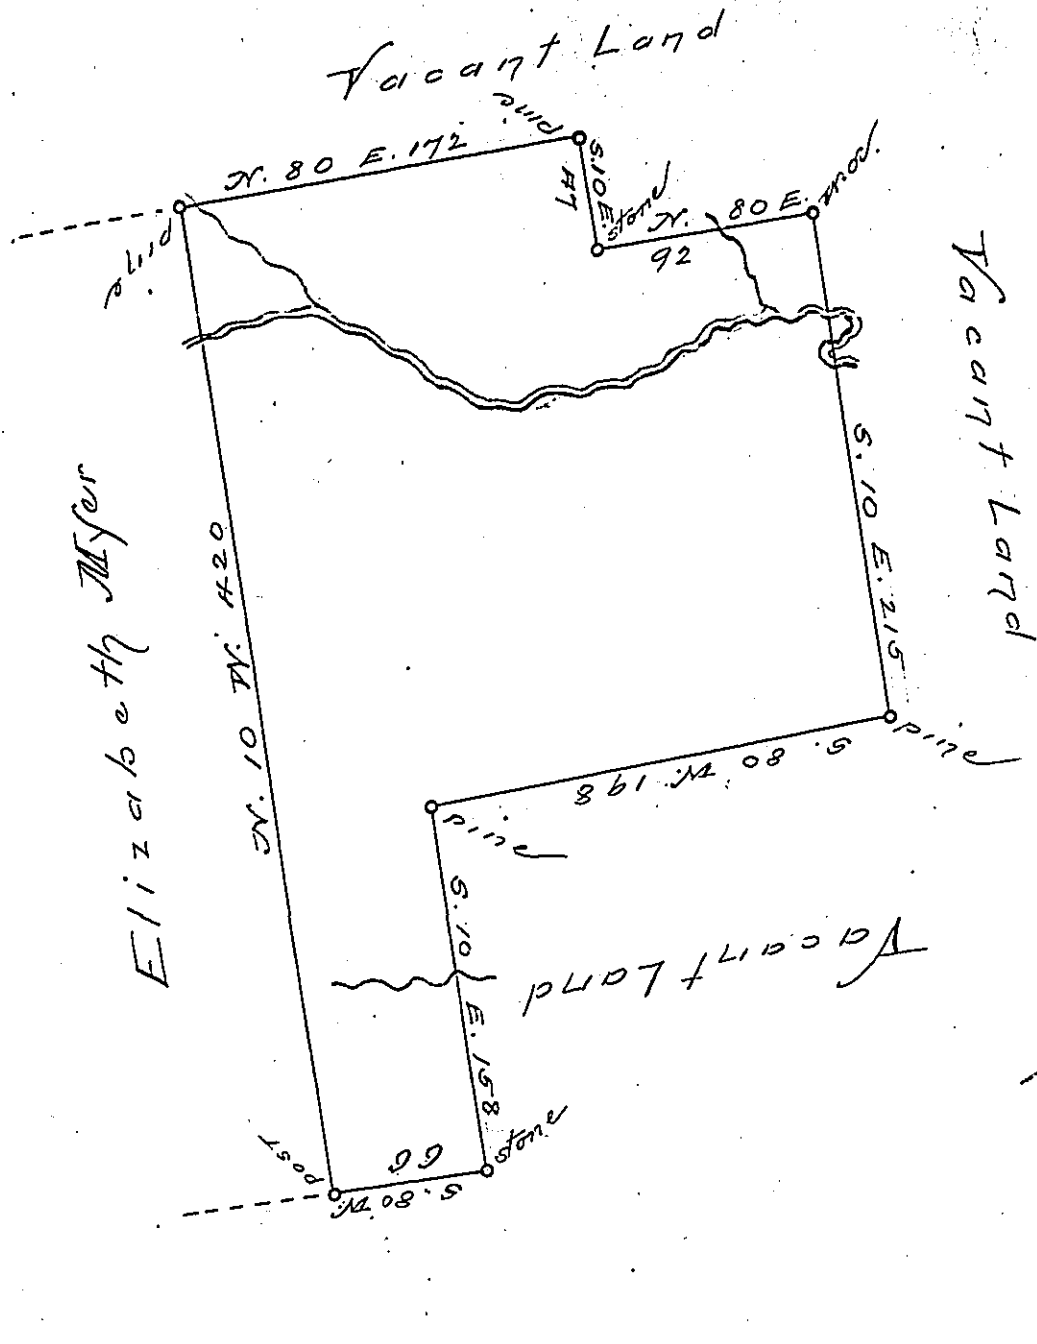 Vacant Land
pine
N. 80 E. 172
S. 10 E.
47
stone
N. 80 E.
92
Vacant Land
S. 10 E. 215
pine
S. 80 W. 198
pine
Vacant Land
S. 10 E. 158
stone
S. 80 W.
66
post
N. 10 W. 420
Elizabeth Myer